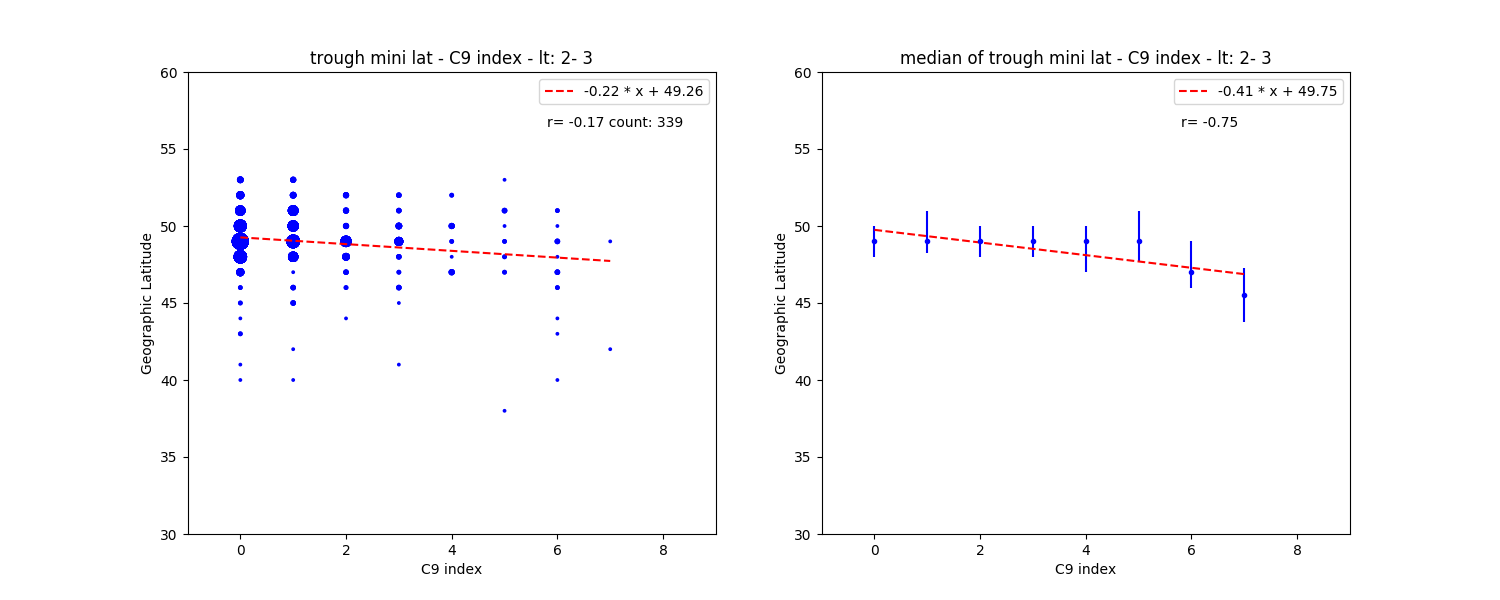 trough mini lat - C9 index - lt: 2- 3
-0.22 * x + 49.26
r= -0.17 count: 339
60
55
50
45
40
35
30
Geographic Latitude
0 2 4 6 8
C9 index
median of trough mini lat - C9 index - lt: 2- 3
-0.41 * x + 49.75
r= -0.75
60
55
50
45
40
35
30
Geographic Latitude
0 2 4 6 8
C9 index